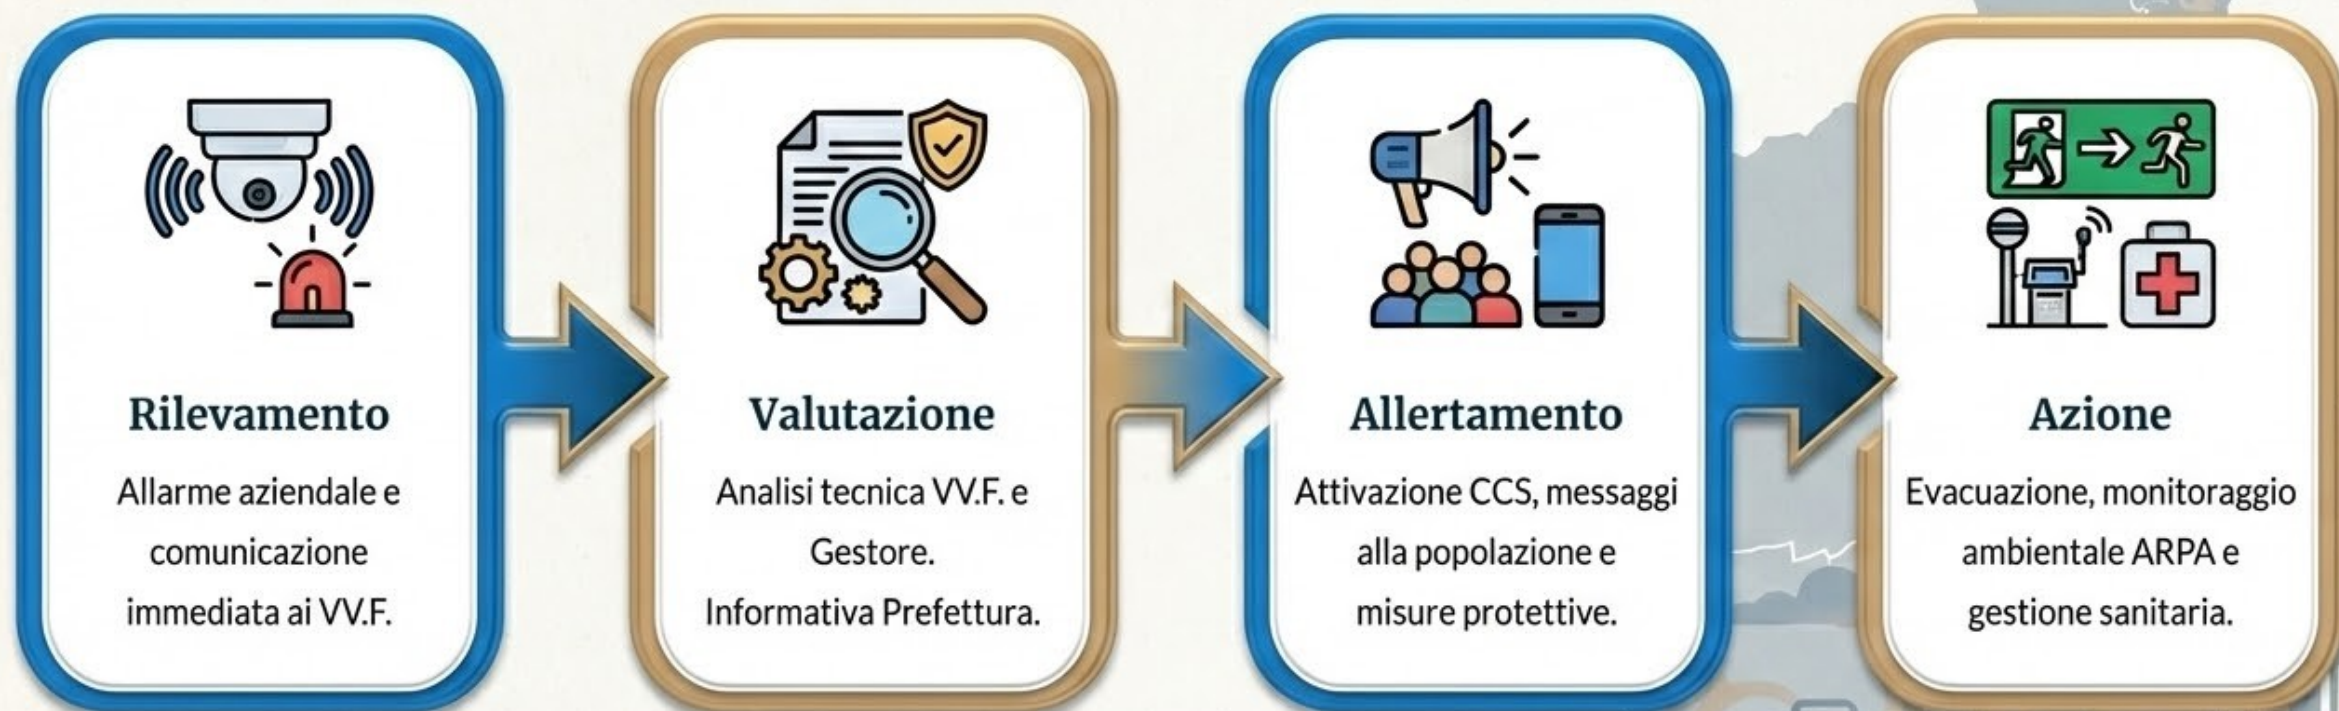 Rilevamento
Allarme aziendale e
comunicazione
immediata ai VV.F.
Valutazione
Analisi tecnica VV.F. e
Gestore.
Informativa Prefettura.
Allertamento
Attivazione CCS, messaggi
alla popolazione e
misure protettive.
Azione
Evacuazione, monitoraggio
ambientale ARPA e
gestione sanitaria.